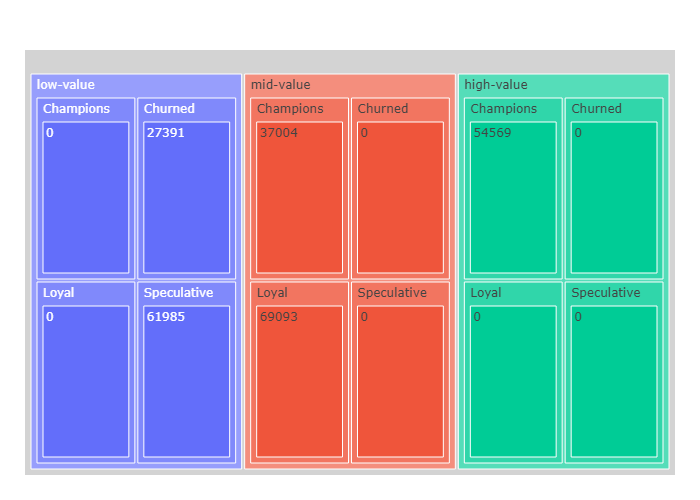 low-value
Champions
0
Churned
27391
Loyal
0
Speculative
61985
mid-value
Champions
37004
Churned
0
Loyal
69093
Speculative
0
high-value
Champions
54569
Churned
0
Loyal
0
Speculative
0